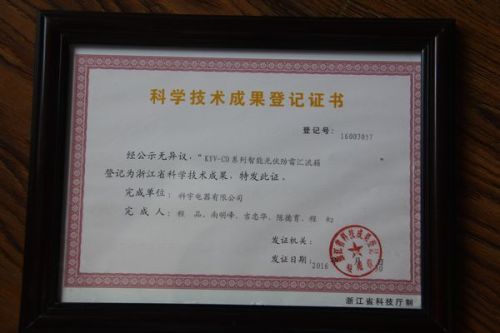 科学技术成果登记证书
登记号：16003057
经公示无异议，“KYV-CD系列智能光伏防雷汇流箱
登记为浙江省科学技术成果，特发此证。
完成单位：科宇电器有限公司
完成人：程品、南明峰、吉忠华、陈德育、程幻
发证机关：
发证日期：2016
浙江省科技厅制